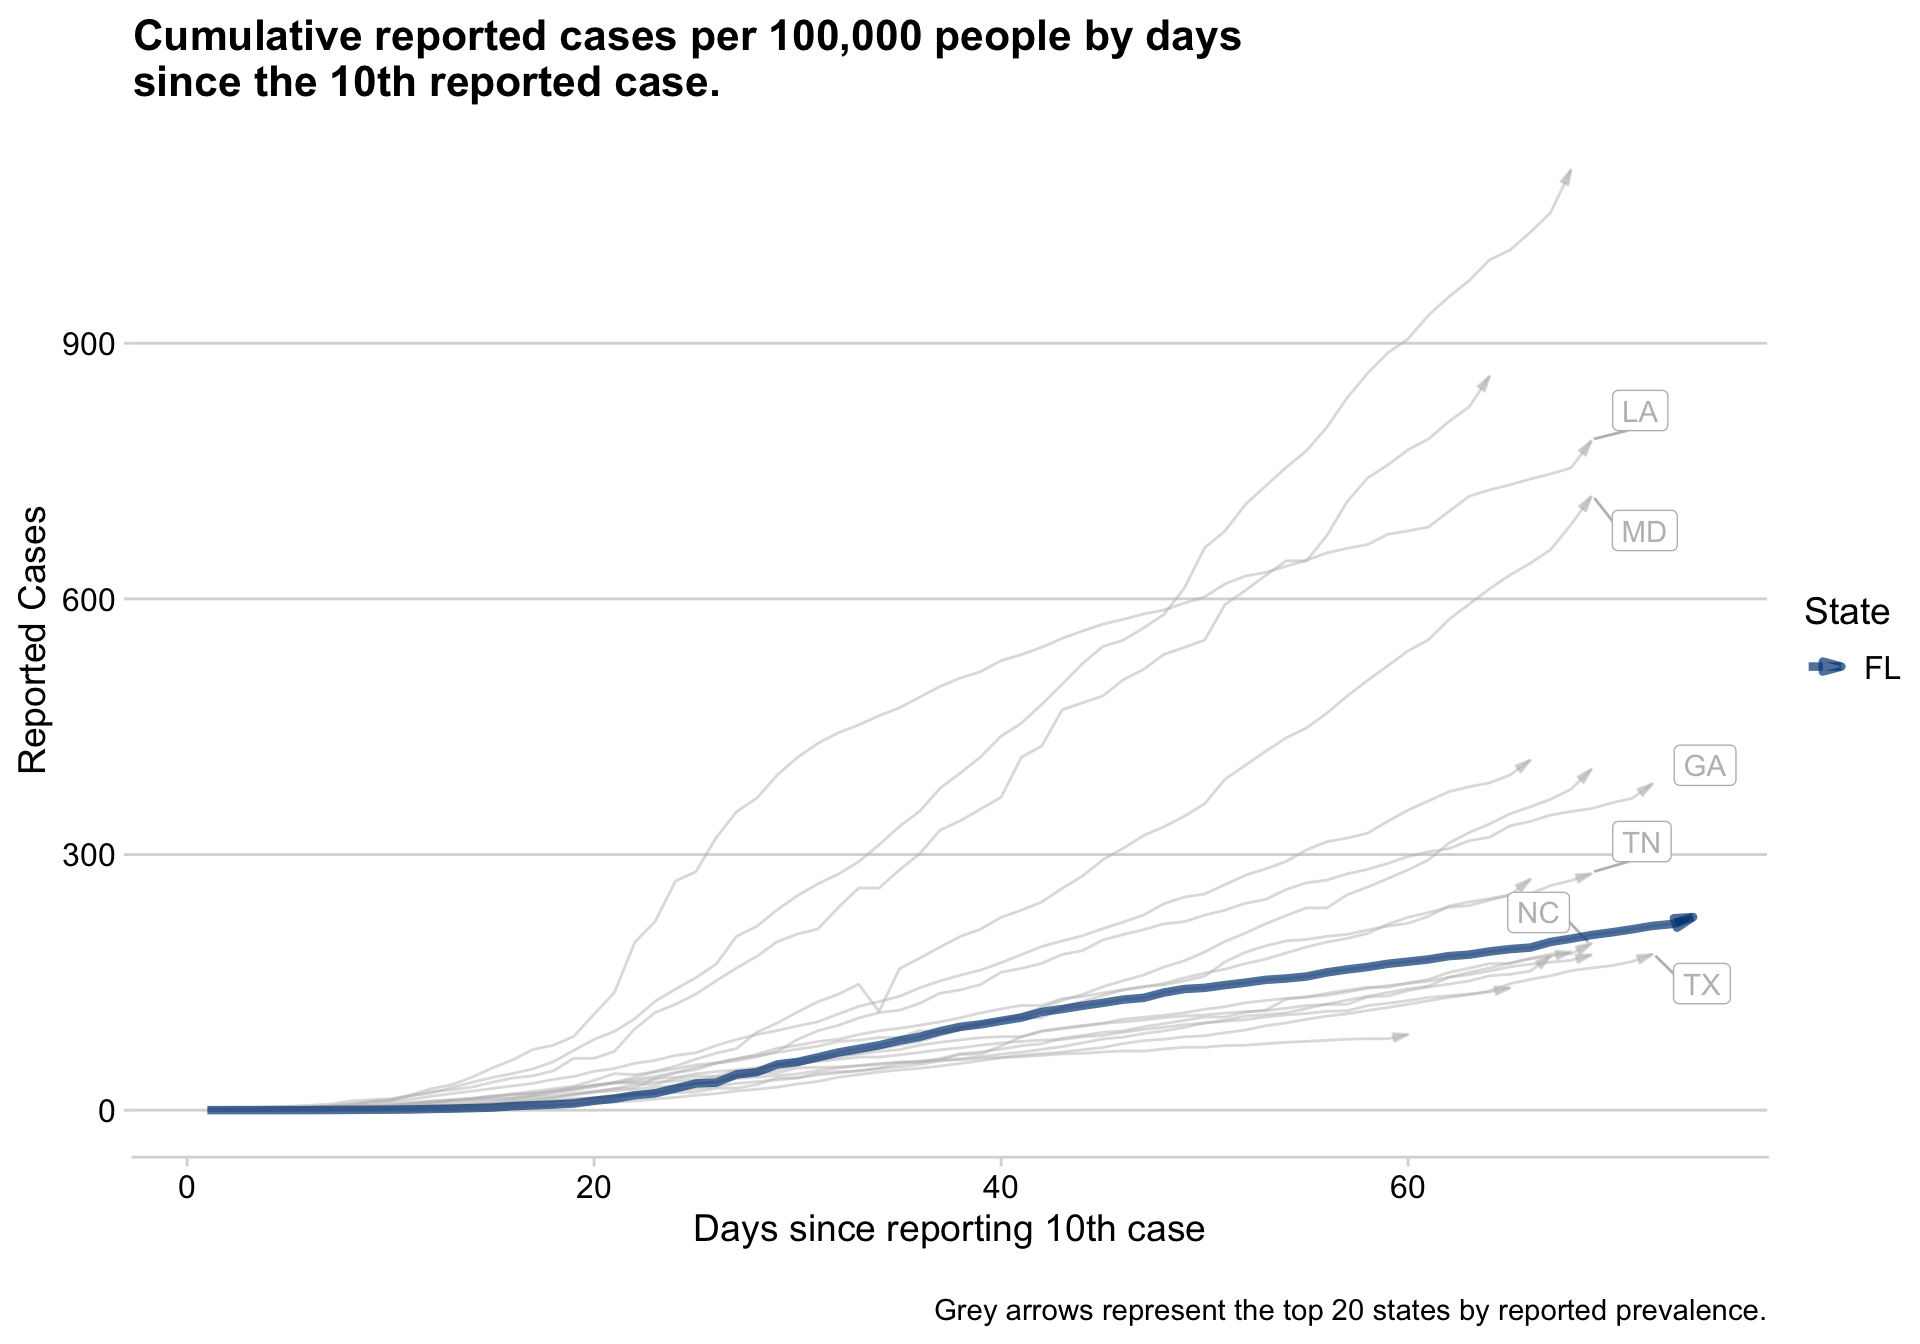 Cumulative reported cases per 100,000 people by days
since the 10th reported case.
900
600
300
0
Reported Cases
LA
MD
GA
TN
NC
TX
State
FL
0
20
40
60
Days since reporting 10th case
Grey arrows represent the top 20 states by reported prevalence.